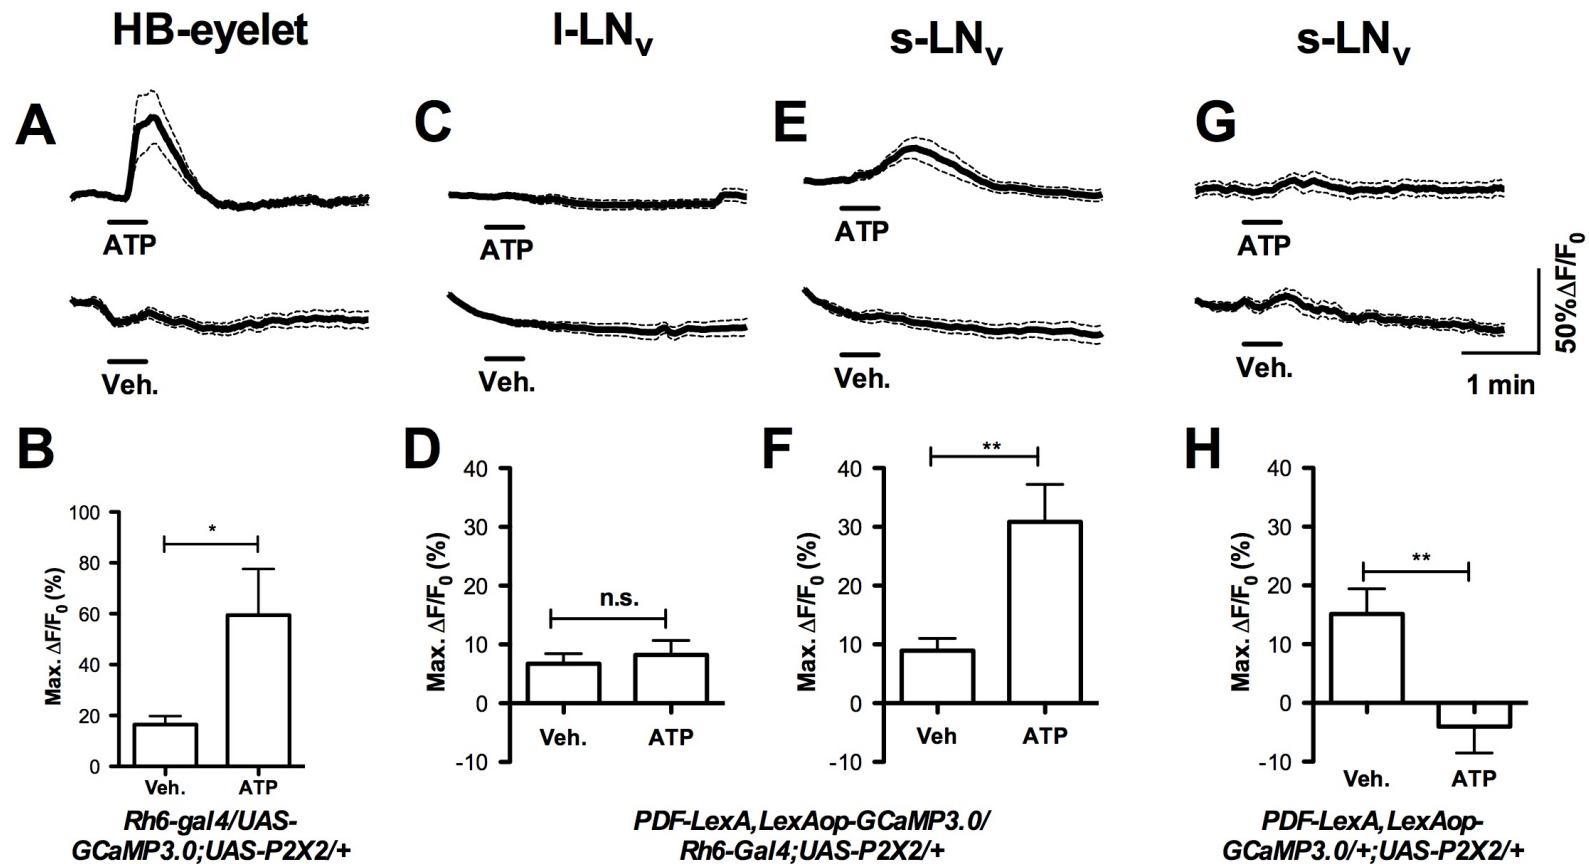 HB-eyelet
l-LNv
s-LNv
s-LNv
A
C
E
G
ATP
ATP
ATP
ATP
Veh.
Veh.
Veh.
Veh.
50%ΔF/F0
1 min
B
D
F
H
Max. ΔF/F0 (%)
100
80
60
40
20
0
*
Veh.
ATP
Rh6-gal4/UAS-
GCaMP3.0;UAS-P2X2/+
Max. ΔF/F0 (%)
40
30
20
10
0
-10
n.s.
Veh.
ATP
Max. ΔF/F0 (%)
40
30
20
10
0
-10
**
Veh
ATP
PDF-LexA,LexAop-GCaMP3.0/
Rh6-Gal4;UAS-P2X2/+
Max. ΔF/F0 (%)
40
30
20
10
0
-10
**
Veh.
ATP
PDF-LexA,LexAop-
GCaMP3.0/+;UAS-P2X2/+